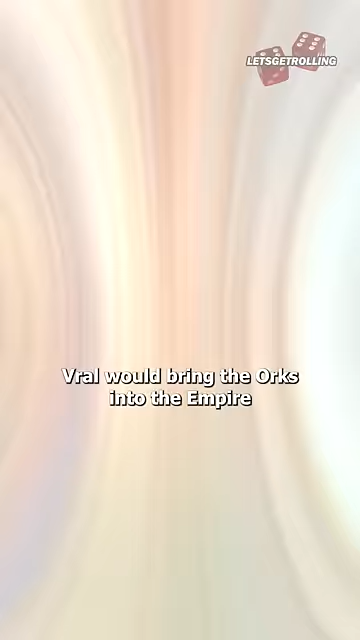 LETSGETROLLING
Vral would bring the Orks
into the Empire